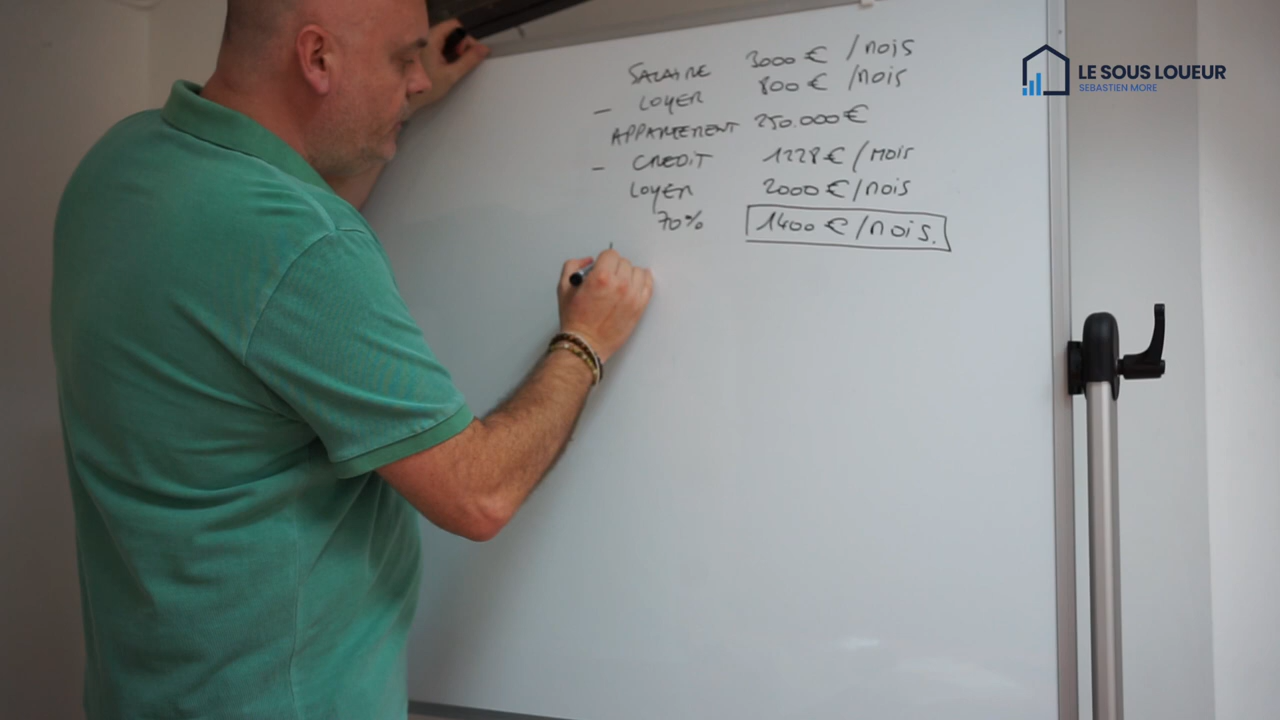 SALAIRE 3000 € /MOIS
– LOYER 800 € /MOIS
APPARTEMENT 250.000 €
– CREDIT 1228 € / MOIS
LOYER 2000 € / MOIS
70% 1400 € / MOIS.
LE SOUS LOUEUR
SEBASTIEN MORE